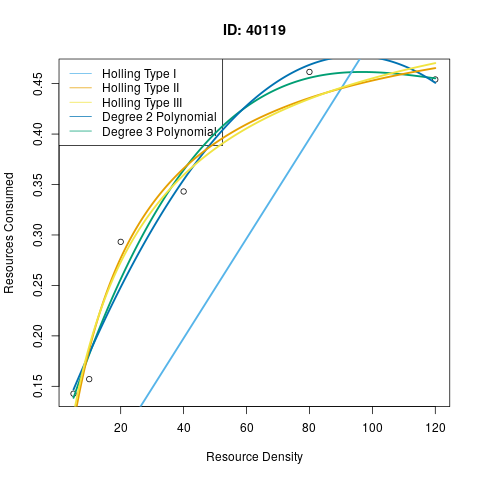 ID: 40119
Holling Type I
Holling Type II
Holling Type III
Degree 2 Polynomial
Degree 3 Polynomial
Resources Consumed
0.45
0.40
0.35
0.30
0.25
0.20
0.15
20 40 60 80 100 120
Resource Density